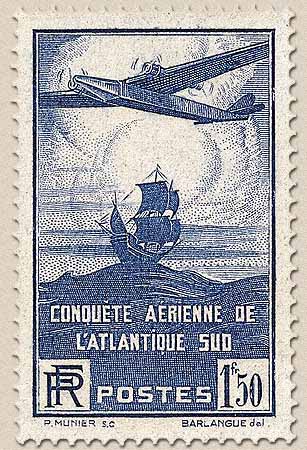 CONQUÊTE AÉRIENNE DE
L'ATLANTIQUE SUD
RF POSTES 1f50
P. MUNIER S.C BARLANGUE del.